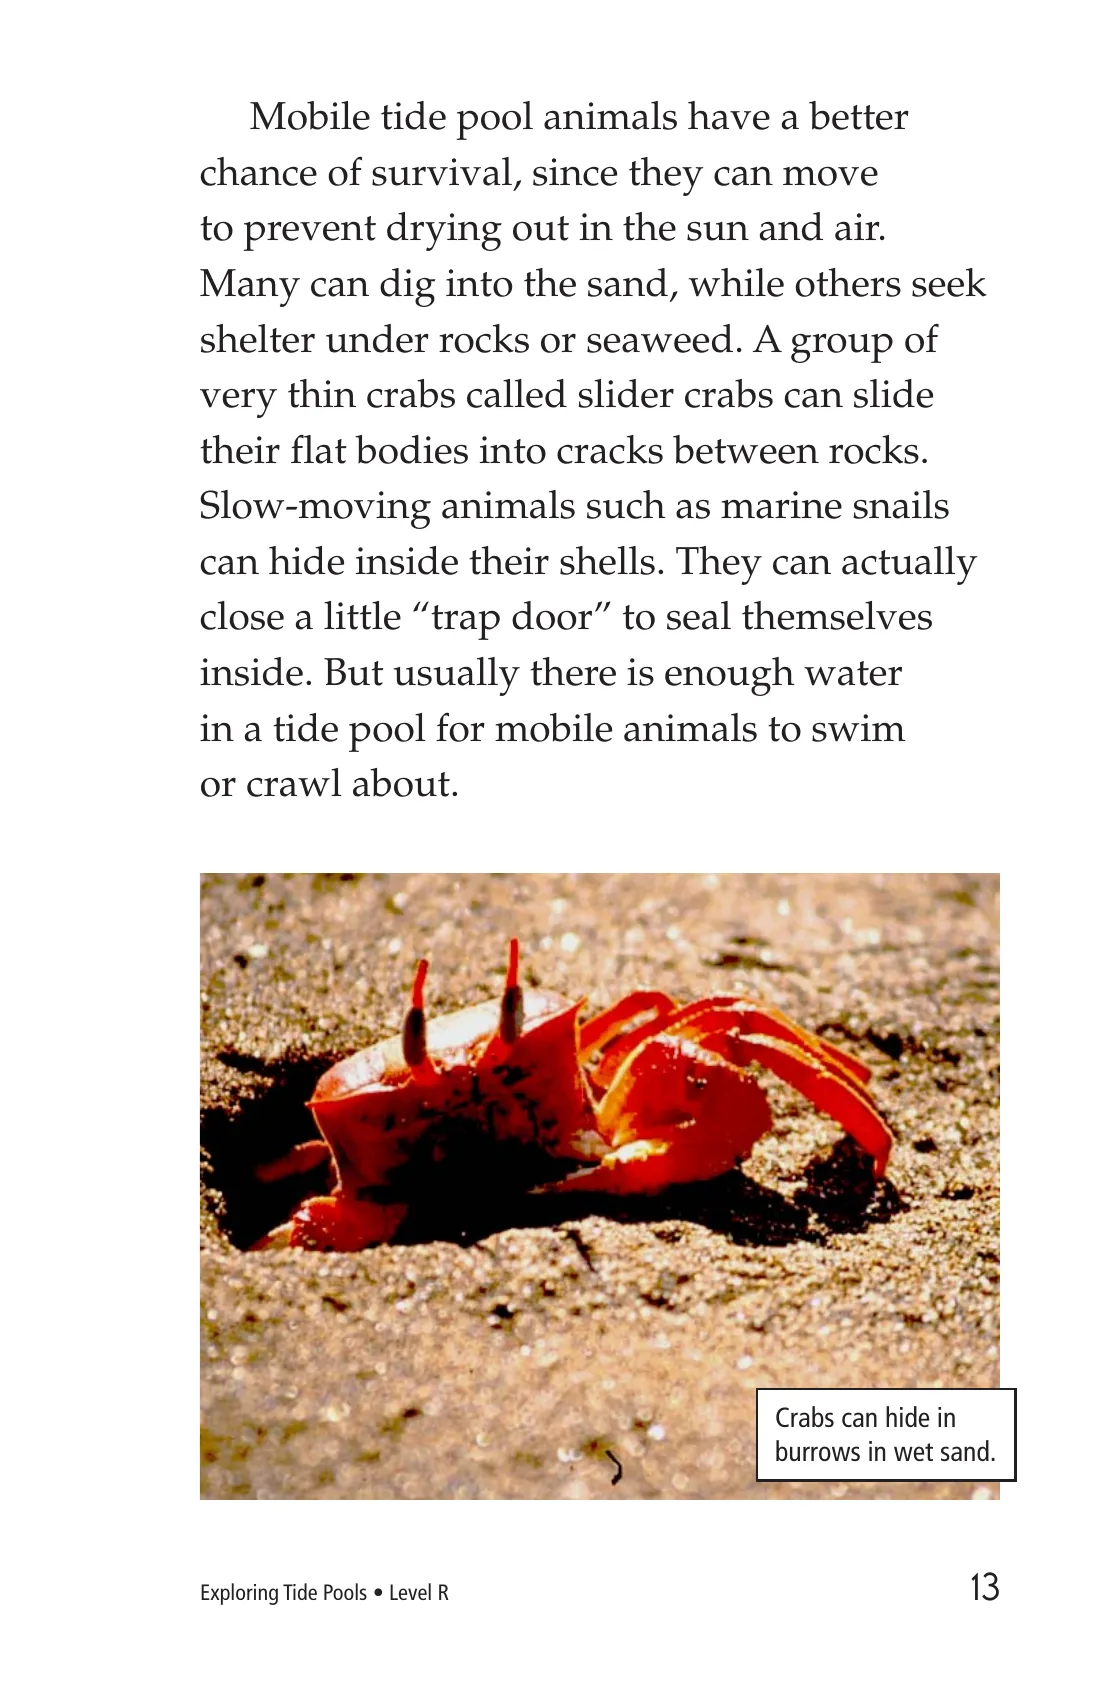 Mobile tide pool animals have a better
chance of survival, since they can move
to prevent drying out in the sun and air.
Many can dig into the sand, while others seek
shelter under rocks or seaweed. A group of
very thin crabs called slider crabs can slide
their flat bodies into cracks between rocks.
Slow-moving animals such as marine snails
can hide inside their shells. They can actually
close a little “trap door” to seal themselves
inside. But usually there is enough water
in a tide pool for mobile animals to swim
or crawl about.
Crabs can hide in
burrows in wet sand.
Exploring Tide Pools • Level R
13